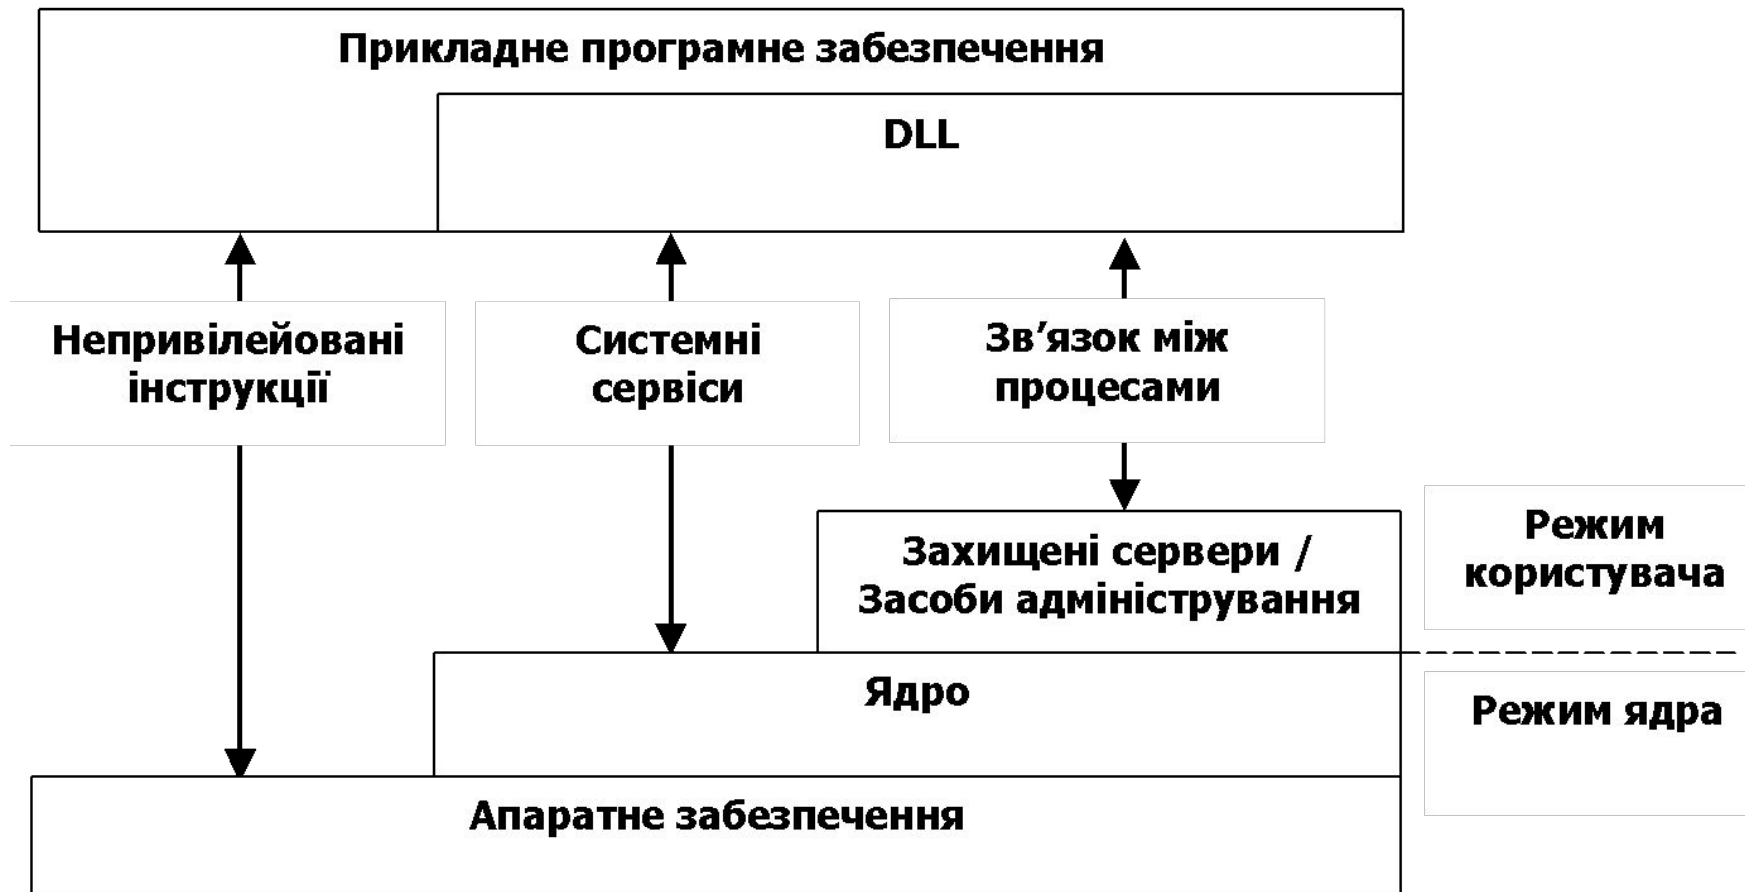 Прикладне програмне забезпечення
DLL
Непривілейовані
інструкції
Системні
сервіси
Зв’язок між
процесами
Захищені сервери /
Засоби адміністрування
Режим
користувача
Ядро
Режим ядра
Апаратне забезпечення